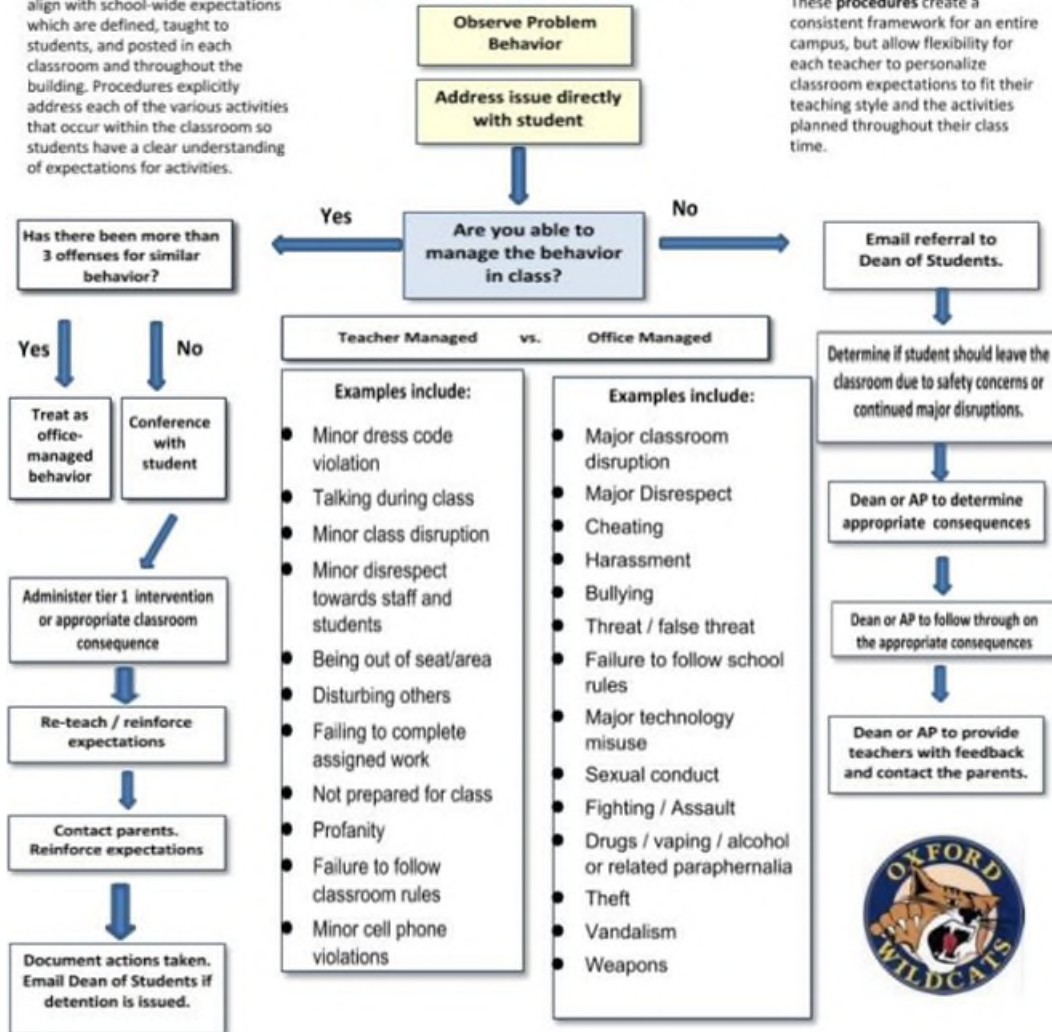 align with school-wide expectations
which are defined, taught to
students, and posted in each
classroom and throughout the
building. Procedures explicitly
address each of the various activities
that occur within the classroom so
students have a clear understanding
of expectations for activities.
Observe Problem
Behavior
Address issue directly
with student
These procedures create a
consistent framework for an entire
campus, but allow flexibility for
each teacher to personalize
classroom expectations to fit their
teaching style and the activities
planned throughout their class
time.
Yes
Are you able to
manage the behavior
in class?
No
Has there been more than
3 offenses for similar
behavior?
Yes
No
Treat as
office-
managed
behavior
Conference
with
student
Administer tier 1 intervention
or appropriate classroom
consequence
Re-teach / reinforce
expectations
Contact parents.
Reinforce expectations
Document actions taken.
Email Dean of Students if
detention is issued.
Teacher Managed vs. Office Managed
Examples include:
Minor dress code
violation
Talking during class
Minor class disruption
Minor disrespect
towards staff and
students
Being out of seat/area
Disturbing others
Failing to complete
assigned work
Not prepared for class
Profanity
Failure to follow
classroom rules
Minor cell phone
violations
Examples include:
Major classroom
disruption
Major Disrespect
Cheating
Harassment
Bullying
Threat / false threat
Failure to follow school
rules
Major technology
misuse
Sexual conduct
Fighting / Assault
Drugs / vaping / alcohol
or related paraphernalia
Theft
Vandalism
Weapons
Email referral to
Dean of Students.
Determine if student should leave the
classroom due to safety concerns or
continued major disruptions.
Dean or AP to determine
appropriate consequences
Dean or AP to follow through on
the appropriate consequences
Dean or AP to provide
teachers with feedback
and contact the parents.
OXFORD
WILDCATS